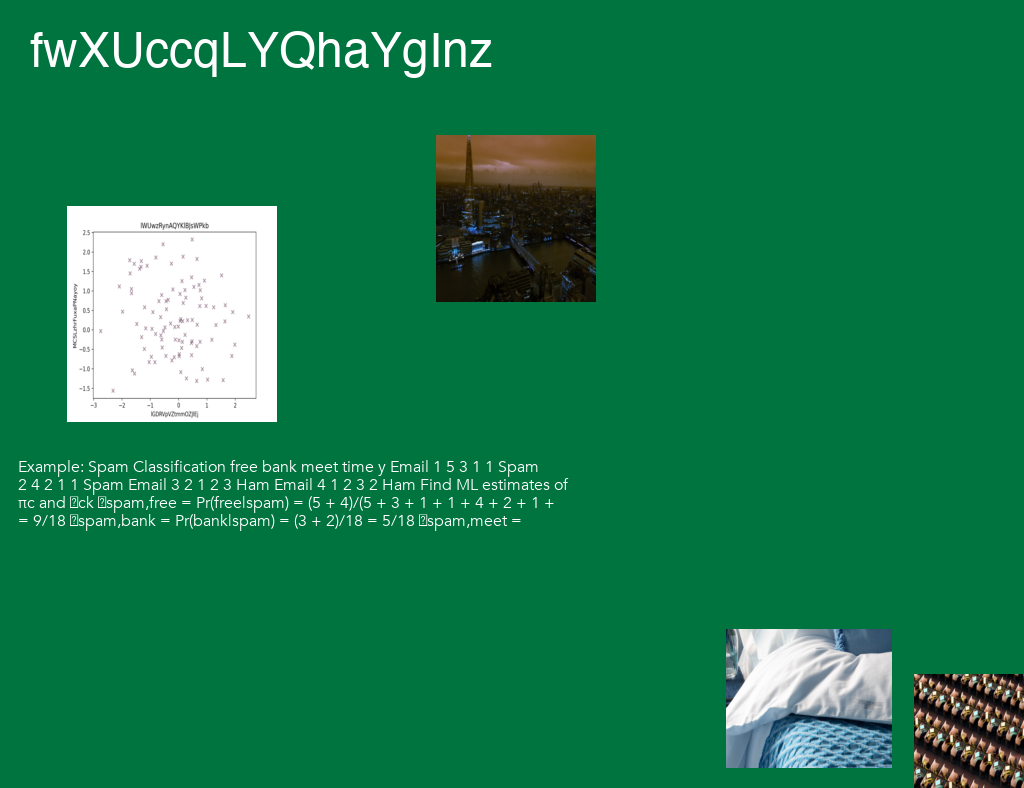 fwXUccqLYQhaYgInz
lWUwzRynAQYKlBJsWPkb
2.5
2.0
1.5
1.0
0.5
0.0
−0.5
−1.0
−1.5
−3 −2 −1 0 1 2
Example: Spam Classification free bank meet time y Email 1 5 3 1 1 Spam
2 4 2 1 1 Spam Email 3 2 1 2 3 Ham Email 4 1 2 3 2 Ham Find ML estimates of
πc and ck spam,free = Pr(free|spam) = (5 + 4)/(5 + 3 + 1 + 1 + 4 + 2 + 1 +
= 9/18 spam,bank = Pr(bank|spam) = (3 + 2)/18 = 5/18 spam,meet =